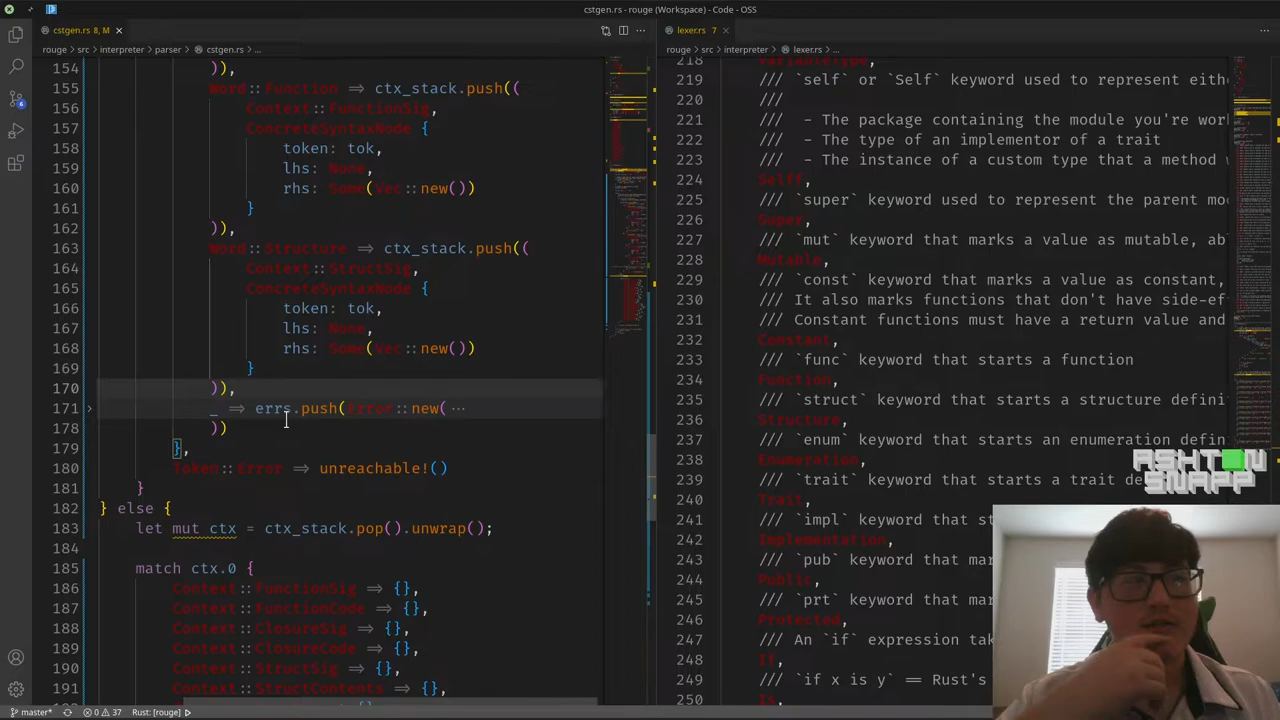 cstgen.rs - rouge (Workspace) - Code - OSS
cstgen.rs 8, M
rouge > src > interpreter > parser > cstgen.rs > ...
154 )),
155 Word::Function => ctx_stack.push((
156 Context::FunctionSig,
157 ConcreteSyntaxNode {
158 token: tok,
159 lhs: None,
160 rhs: Some(Vec::new())
161 }
162 )),
163 Word::Structure => ctx_stack.push((
164 Context::StructSig,
165 ConcreteSyntaxNode {
166 token: tok,
167 lhs: None,
168 rhs: Some(Vec::new())
169 }
170 )),
171 _ => errs.push(Error::new( ...
178 ))
179 },
180 Token::Error => unreachable!()
181 }
182 } else {
183 let mut ctx = ctx_stack.pop().unwrap();
184
185 match ctx.0 {
186 Context::FunctionSig => {},
187 Context::FunctionCode => {},
188 Context::ClosureSig => {},
189 Context::ClosureCode => {},
190 Context::StructSig => {},
191 Context::StructContents => {},
lexer.rs 7
rouge > src > interpreter > lexer.rs > ...
218 VariableType,
219 /// `self` or `Self` keyword used to represent eith
220 ///
221 /// - The package containing the module you're work
222 /// - The type of an implementor of a trait
223 /// - The instance of a custom type that a method
224 Selff,
225 /// `super` keyword used to represent the parent mod
226 Super,
227 /// `mut` keyword that marks a value as mutable, ab
228 Mutable,
229 /// keyword that marks a value as constant,
230 /// It also marks functions that don't have side-ef
231 /// Constant functions must have a return value and
232 Constant,
233 /// `func` keyword that starts a function
234 Function,
235 /// `struct` keyword that starts a structure defini
236 Structure,
237 /// `enum` keyword that starts an enumeration defin
238 Enumeration,
239 /// `trait` keyword that starts a trait de
240 Trait,
241 /// `impl` keyword that st
242 Implementation,
243 /// `pub` keyword that mar
244 Public,
245 /// `prt` keyword that mar
246 Protected,
247 /// An `if` expression tak
248 If,
249 /// `if x is y` == Rust's
250 Is,
ASHTON
SNAPP
6
master*
0 37
Rust: [rouge]